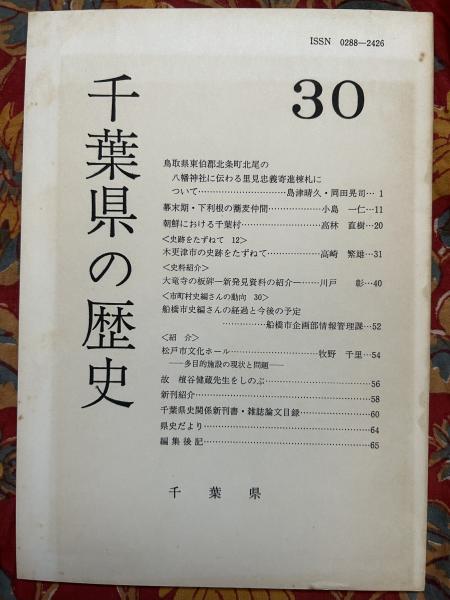 ISSN 0288—2426
30
千葉県の歴史
鳥取県東伯郡北条町北尾の
八幡神社に伝わる里見忠義寄進棟札に
ついて…………………島津晴久・岡田晃司… 1
幕末期・下利根の蕎麦仲間…………小島 一仁…11
朝鮮における千葉村…………………高林 直樹…20
＜史跡をたずねて 12＞
木更津市の史跡をたずねて…………高崎 繁雄…31
＜史料紹介＞
大竜寺の板碑―新発見資料の紹介―……川戸 彰…40
＜市町村史編さんの動向 30＞
船橋市史編さんの経過と今後の予定
……………船橋市企画部情報管理課…52
＜紹 介＞
松戸市文化ホール……………………牧野 千里…54
――多目的施設の現状と問題――
故 樌谷健蔵先生をしのぶ……………………………56
新刊紹介………………………………………………58
千葉県史関係新刊書・雑誌論文目録…………………60
県史だより……………………………………………64
編集後記………………………………………………65
千葉県